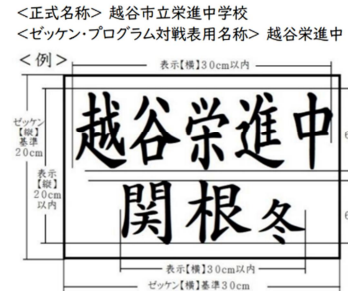 <正式名称> 越谷市立栄進中学校
<ゼッケン・プログラム対戦表用名称> 越谷栄進中
<例>
表示【横】30cm以内
ゼッケン【縦】基準20cm
表示【縦】20cm以内
越谷栄進中
関根 冬
表示【横】30cm以内
ゼッケン【横】基準30cm